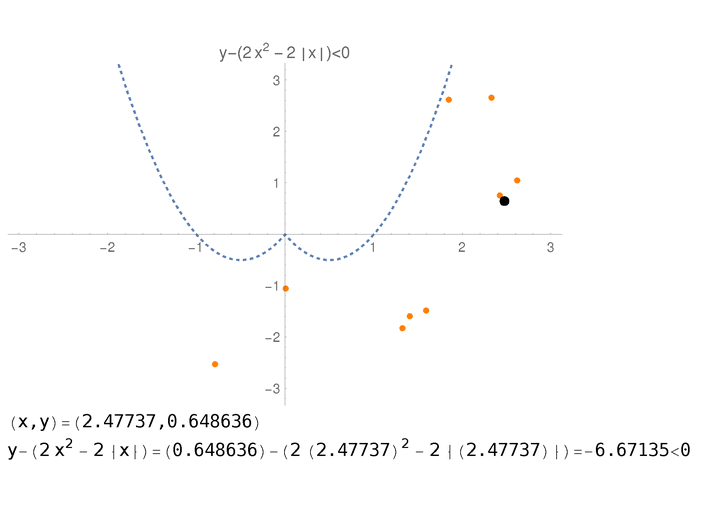 y−(2 x² − 2 |x|)<0
3
2
1
−3 −2 −1 1 2 3
−1
−2
−3
(x,y)=(2.47737,0.648636)
y−(2 x² − 2 |x|)=(0.648636)−(2 (2.47737)² − 2 |(2.47737)|)=−6.67135<0